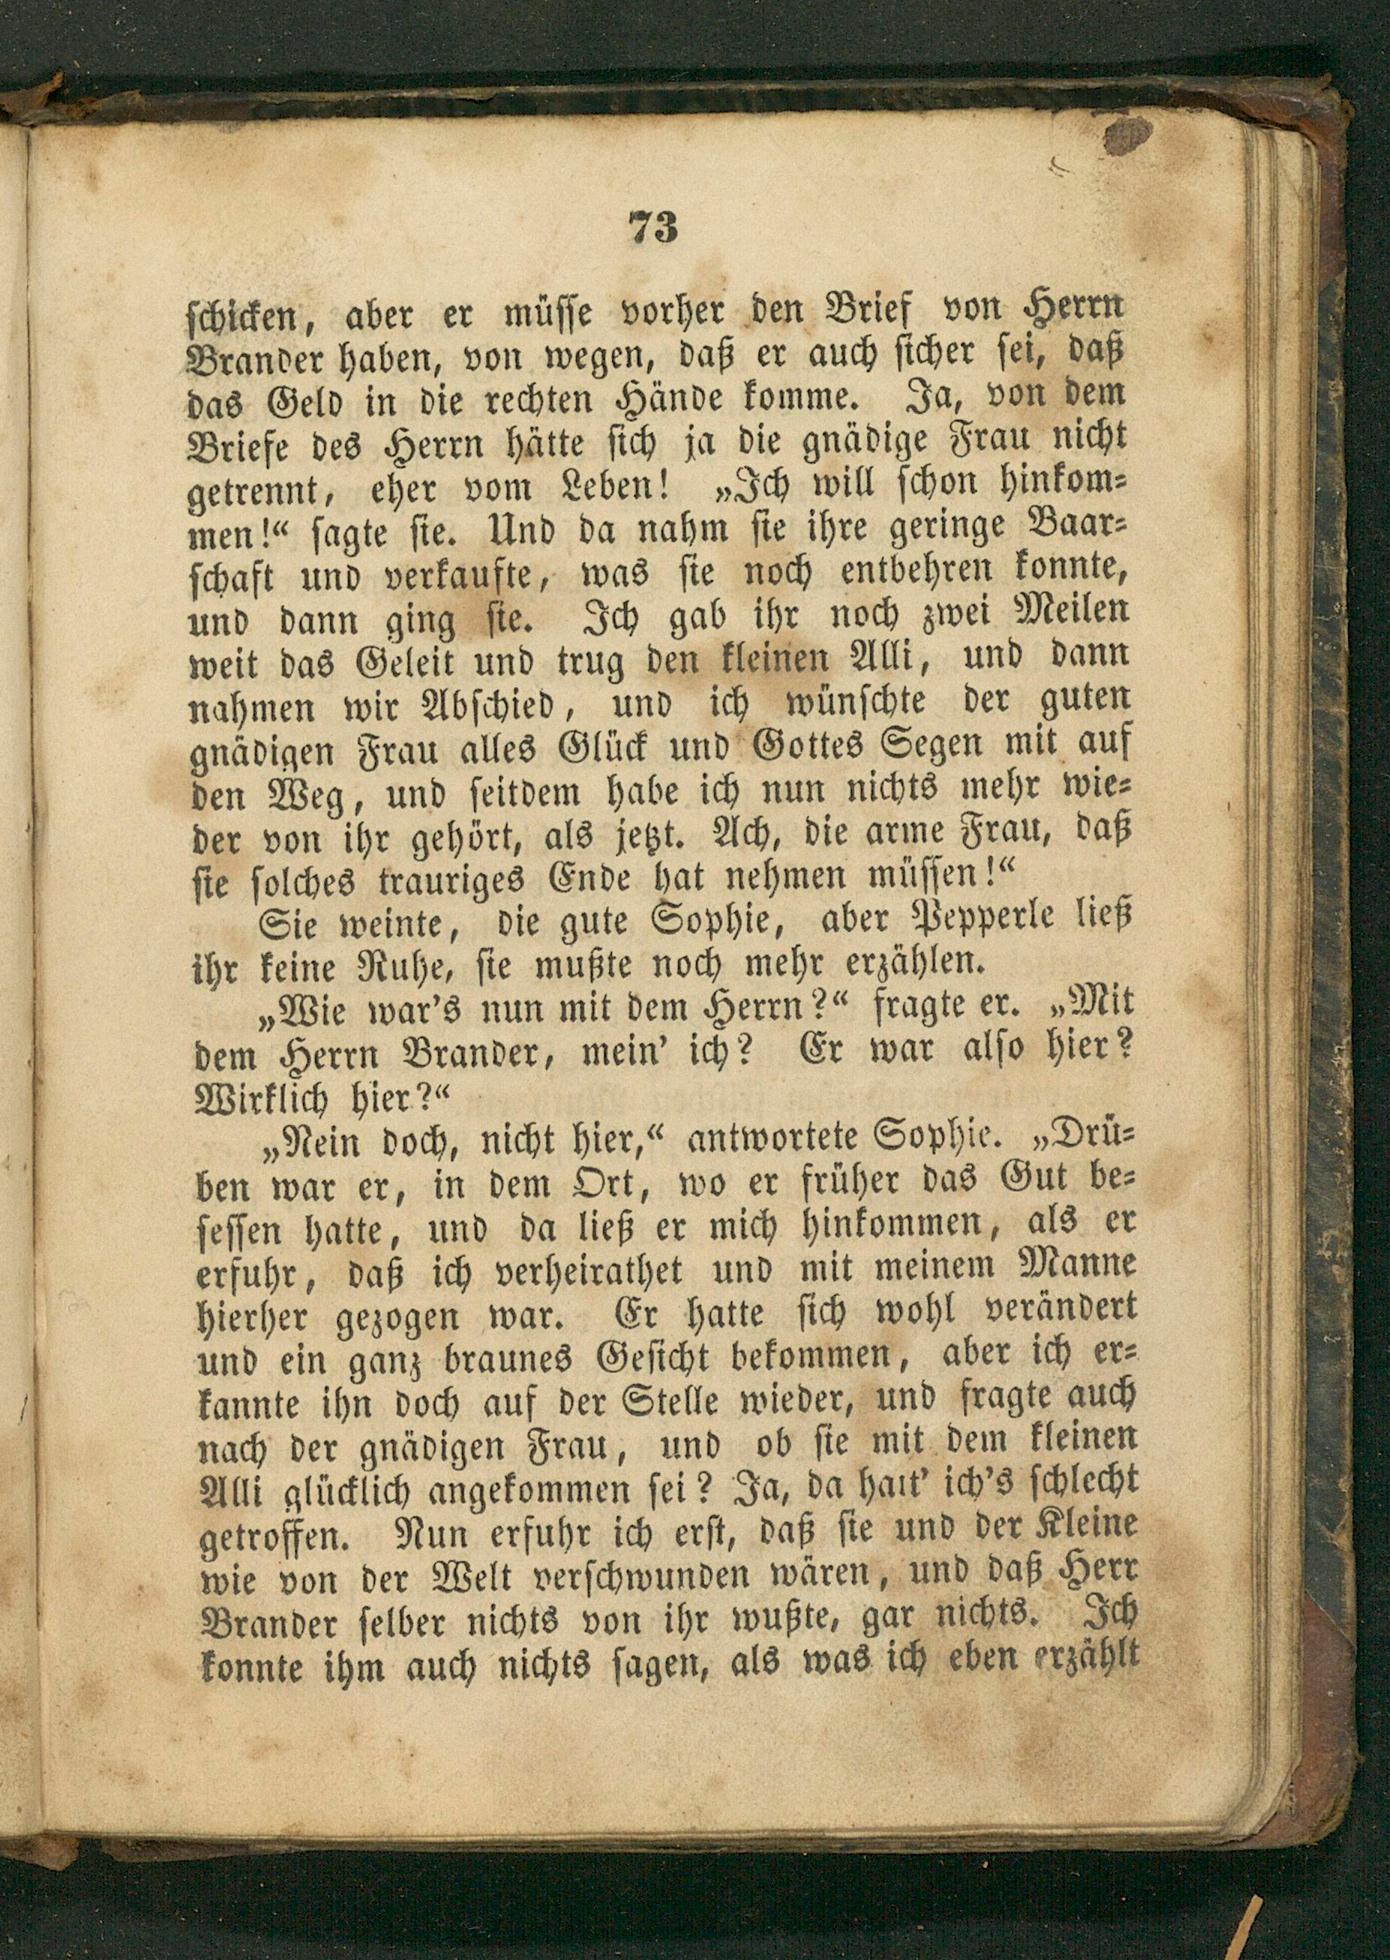 73
schicken, aber er müsse vorher den Brief von Herrn
Brander haben, von wegen, daß er auch sicher sei, daß
das Geld in die rechten Hände komme. Ja, von dem
Briefe des Herrn hätte sich ja die gnädige Frau nicht
getrennt, eher vom Leben! „Ich will schon hinkom-
men!“ sagte sie. Und da nahm sie ihre geringe Baar-
schaft und verkaufte, was sie noch entbehren konnte,
und dann ging sie. Ich gab ihr noch zwei Meilen
weit das Geleit und trug den kleinen Alli, und dann
nahmen wir Abschied, und ich wünschte der guten
gnädigen Frau alles Glück und Gottes Segen mit auf
den Weg, und seitdem habe ich nun nichts mehr wie-
der von ihr gehört, als jetzt. Ach, die arme Frau, daß
sie solches trauriges Ende hat nehmen müssen!“
Sie weinte, die gute Sophie, aber Pepperle ließ
ihr keine Ruhe, sie mußte noch mehr erzählen.
„Wie war's nun mit dem Herrn?“ fragte er. „Mit
dem Herrn Brander, mein' ich? Er war also hier?
Wirklich hier?“
„Nein doch, nicht hier,“ antwortete Sophie. „Drü-
ben war er, in dem Ort, wo er früher das Gut be-
sessen hatte, und da ließ er mich hinkommen, als er
erfuhr, daß ich verheirathet und mit meinem Manne
hierher gezogen war. Er hatte sich wohl verändert
und ein ganz braunes Gesicht bekommen, aber ich er-
kannte ihn doch auf der Stelle wieder, und fragte auch
nach der gnädigen Frau, und ob sie mit dem kleinen
Alli glücklich angekommen sei? Ja, da hatt' ich's schlecht
getroffen. Nun erfuhr ich erst, daß sie und der Kleine
wie von der Welt verschwunden wären, und daß Herr
Brander selber nichts von ihr wußte, gar nichts. Ich
konnte ihm auch nichts sagen, als was ich eben erzählt